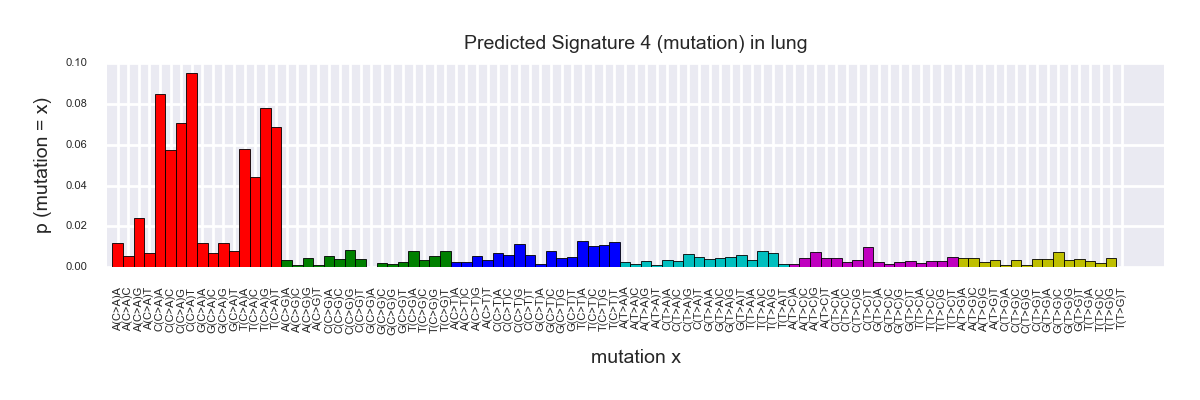 Predicted Signature 4 (mutation) in lung
p (mutation = x)
0.10
0.08
0.06
0.04
0.02
0.00
A(C>A)A
A(C>A)C
A(C>A)G
A(C>A)T
C(C>A)A
C(C>A)C
C(C>A)G
C(C>A)T
G(C>A)A
G(C>A)C
G(C>A)G
G(C>A)T
T(C>A)A
T(C>A)C
T(C>A)G
T(C>A)T
A(C>G)A
A(C>G)C
A(C>G)G
A(C>G)T
C(C>G)A
C(C>G)C
C(C>G)G
C(C>G)T
G(C>G)A
G(C>G)C
G(C>G)G
G(C>G)T
T(C>G)A
T(C>G)C
T(C>G)G
T(C>G)T
A(C>T)A
A(C>T)C
A(C>T)G
A(C>T)T
C(C>T)A
C(C>T)C
C(C>T)G
C(C>T)T
G(C>T)A
G(C>T)C
G(C>T)G
G(C>T)T
T(C>T)A
T(C>T)C
T(C>T)G
T(C>T)T
A(T>A)A
A(T>A)C
A(T>A)G
A(T>A)T
C(T>A)A
C(T>A)C
C(T>A)G
C(T>A)T
G(T>A)A
G(T>A)C
G(T>A)G
G(T>A)T
T(T>A)A
T(T>A)C
T(T>A)G
T(T>A)T
A(T>C)A
A(T>C)C
A(T>C)G
A(T>C)T
C(T>C)A
C(T>C)C
C(T>C)G
C(T>C)T
G(T>C)A
G(T>C)C
G(T>C)G
G(T>C)T
T(T>C)A
T(T>C)C
T(T>C)G
T(T>C)T
A(T>G)A
A(T>G)C
A(T>G)G
A(T>G)T
C(T>G)A
C(T>G)C
C(T>G)G
C(T>G)T
G(T>G)A
G(T>G)C
G(T>G)G
G(T>G)T
T(T>G)A
T(T>G)C
T(T>G)G
T(T>G)T
mutation x